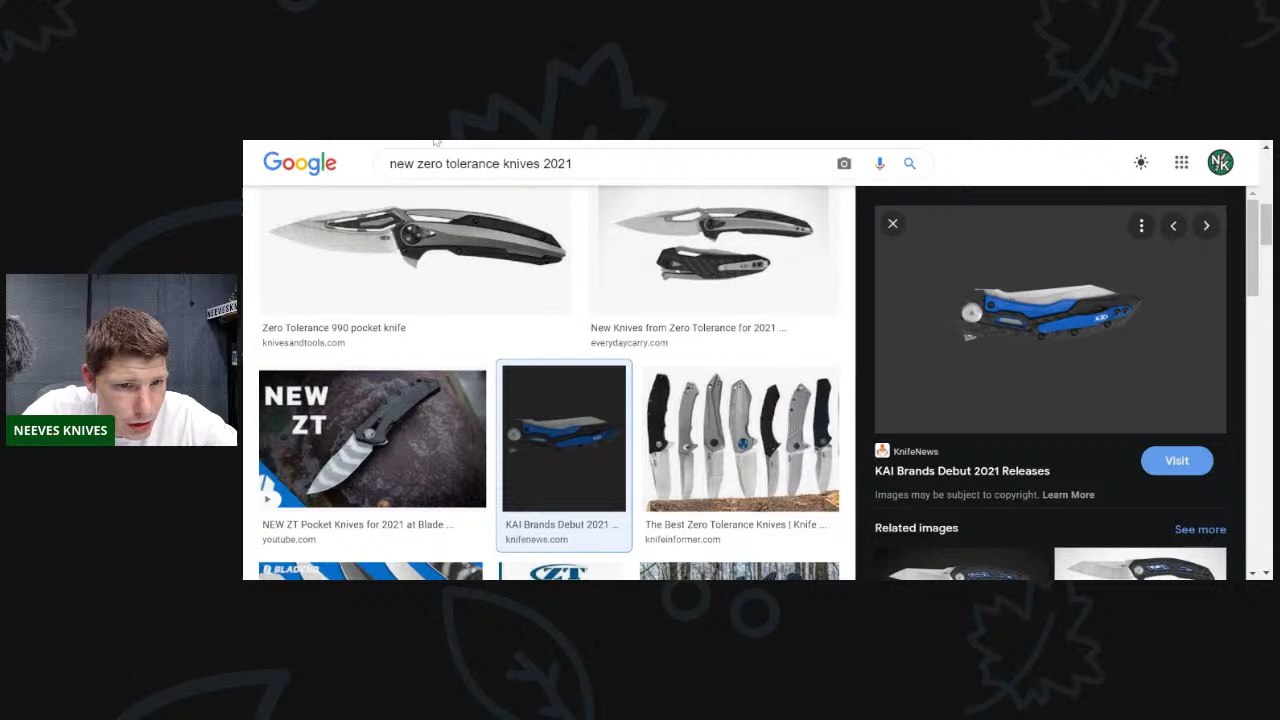 Google
new zero tolerance knives 2021
NK
Zero Tolerance 990 pocket knife
knivesandtools.com
New Knives from Zero Tolerance for 2021 ...
everydaycarry.com
NEEVES KNIVES
NEW
ZT
NEW ZT Pocket Knives for 2021 at Blade ...
youtube.com
KAI Brands Debut 2021 ...
knifenews.com
The Best Zero Tolerance Knives | Knife ...
knifeinformer.com
KnifeNews
KAI Brands Debut 2021 Releases
Visit
Images may be subject to copyright. Learn More
Related images
See more
ZT